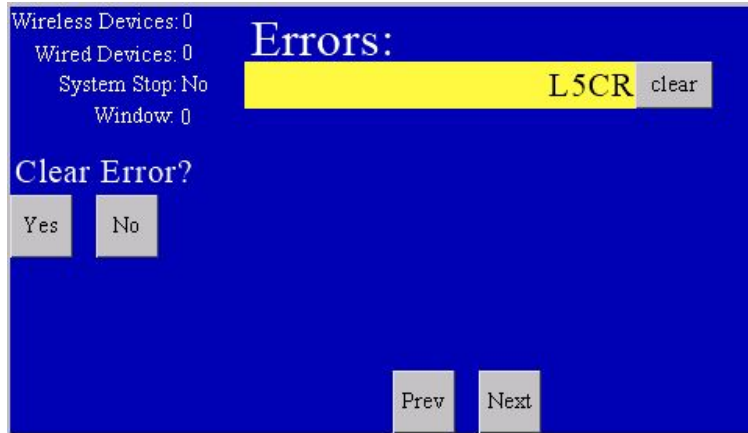 Wireless Devices: 0
Wired Devices: 0
System Stop: No
Window: 0
Errors:
L5CR clear
Clear Error?
Yes No
Prev Next